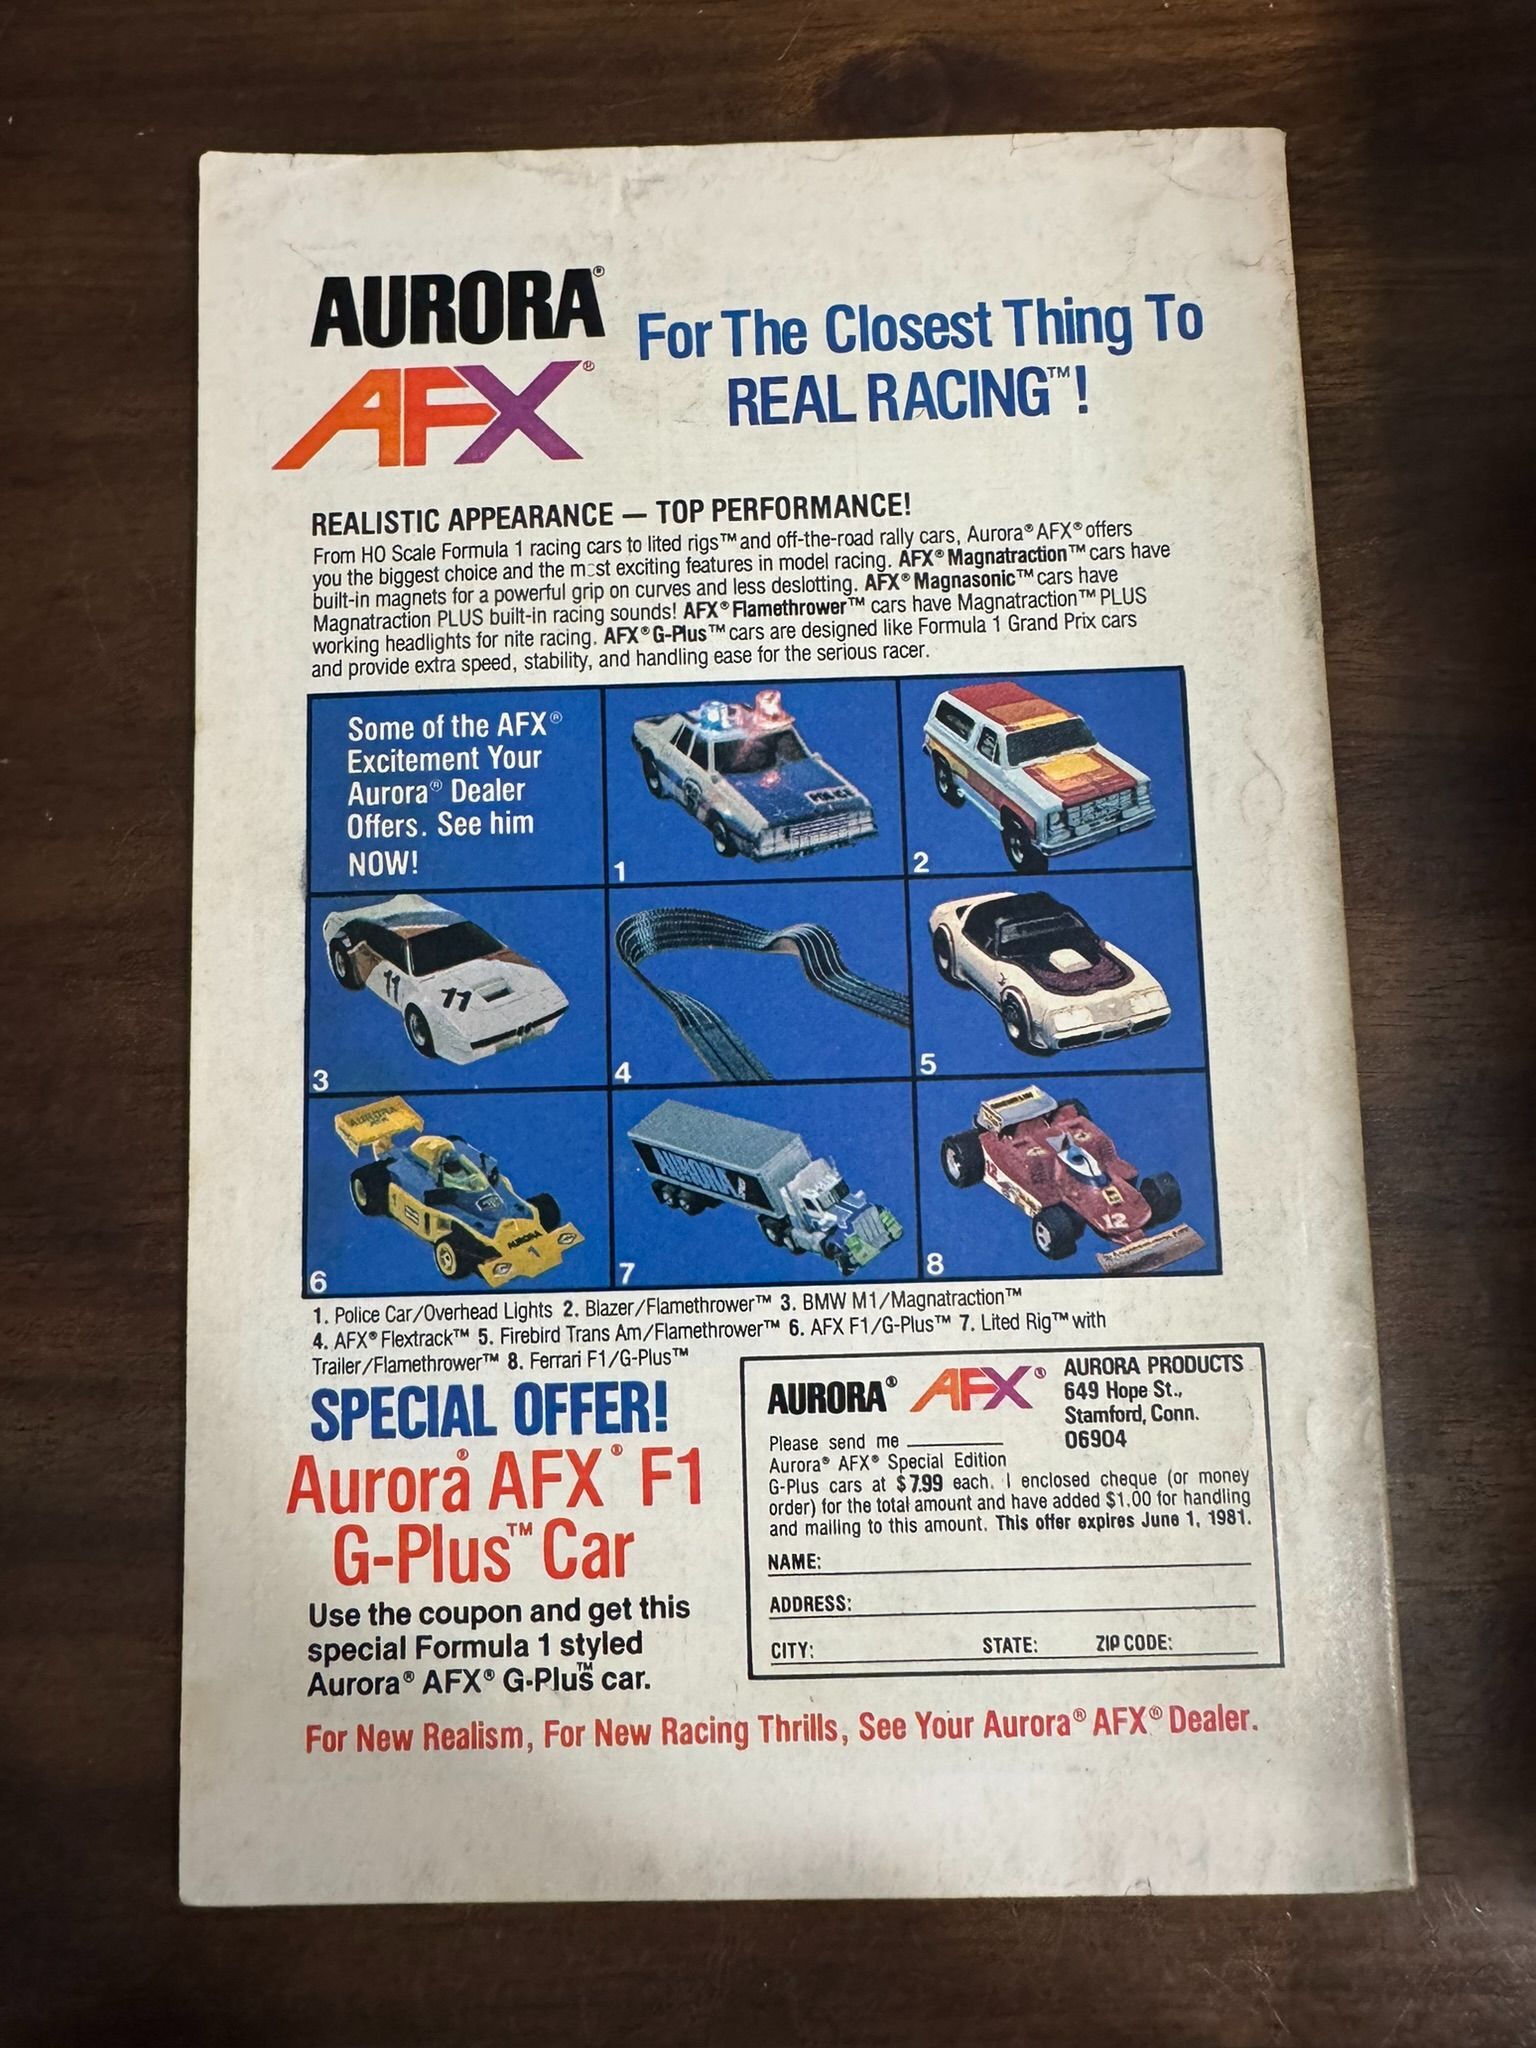 AURORA®
AFX®
For The Closest Thing To
REAL RACING™!
REALISTIC APPEARANCE — TOP PERFORMANCE!
From HO Scale Formula 1 racing cars to lited rigs™ and off-the-road rally cars, Aurora® AFX® offers
you the biggest choice and the most exciting features in model racing. AFX® Magnatraction™ cars have
built-in magnets for a powerful grip on curves and less deslotting. AFX® Magnasonic™ cars have
Magnatraction PLUS built-in racing sounds! AFX® Flamethrower™ cars have Magnatraction™ PLUS
working headlights for nite racing. AFX® G-Plus™ cars are designed like Formula 1 Grand Prix cars
and provide extra speed, stability, and handling ease for the serious racer.
Some of the AFX®
Excitement Your
Aurora® Dealer
Offers. See him
NOW!
POLICE
1
2
11 11
3
4
5
AURORA
AFX
AURORA
1
6
AURORA
7
12
12
8
1. Police Car/Overhead Lights 2. Blazer/Flamethrower™ 3. BMW M1/Magnatraction™
4. AFX® Flextrack™ 5. Firebird Trans Am/Flamethrower™ 6. AFX F1/G-Plus™ 7. Lited Rig™ with
Trailer/Flamethrower™ 8. Ferrari F1/G-Plus™
SPECIAL OFFER!
Aurora® AFX® F1
G-Plus™ Car
Use the coupon and get this
special Formula 1 styled
Aurora® AFX® G-Plus™ car.
AURORA® AFX®
AURORA PRODUCTS
649 Hope St.,
Stamford, Conn.
06904
Please send me ________
Aurora® AFX® Special Edition
G-Plus cars at $7.99 each. I enclosed cheque (or money
order) for the total amount and have added $1.00 for handling
and mailing to this amount. This offer expires June 1, 1981.
NAME:
ADDRESS:
CITY: STATE: ZIP CODE:
For New Realism, For New Racing Thrills, See Your Aurora® AFX® Dealer.